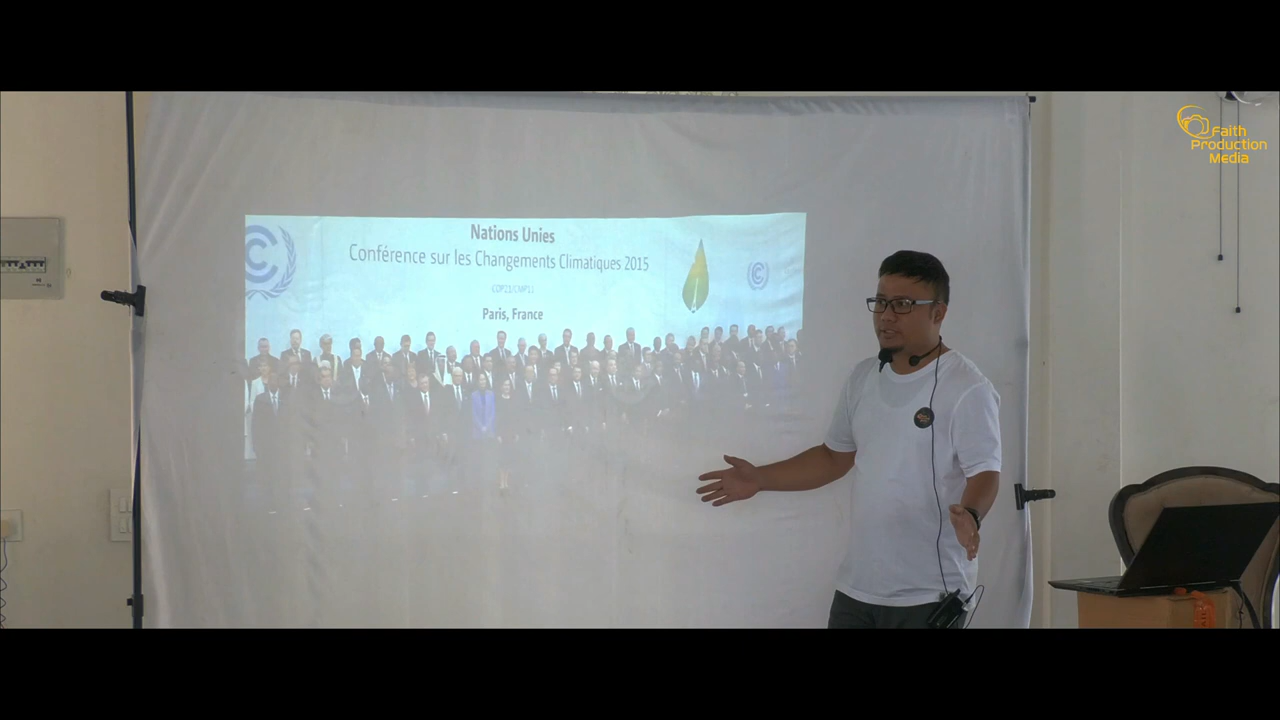 Nations Unies
Conférence sur les Changements Climatiques 2015
COP21/CMP11
Paris, France
Faith
Production
Media